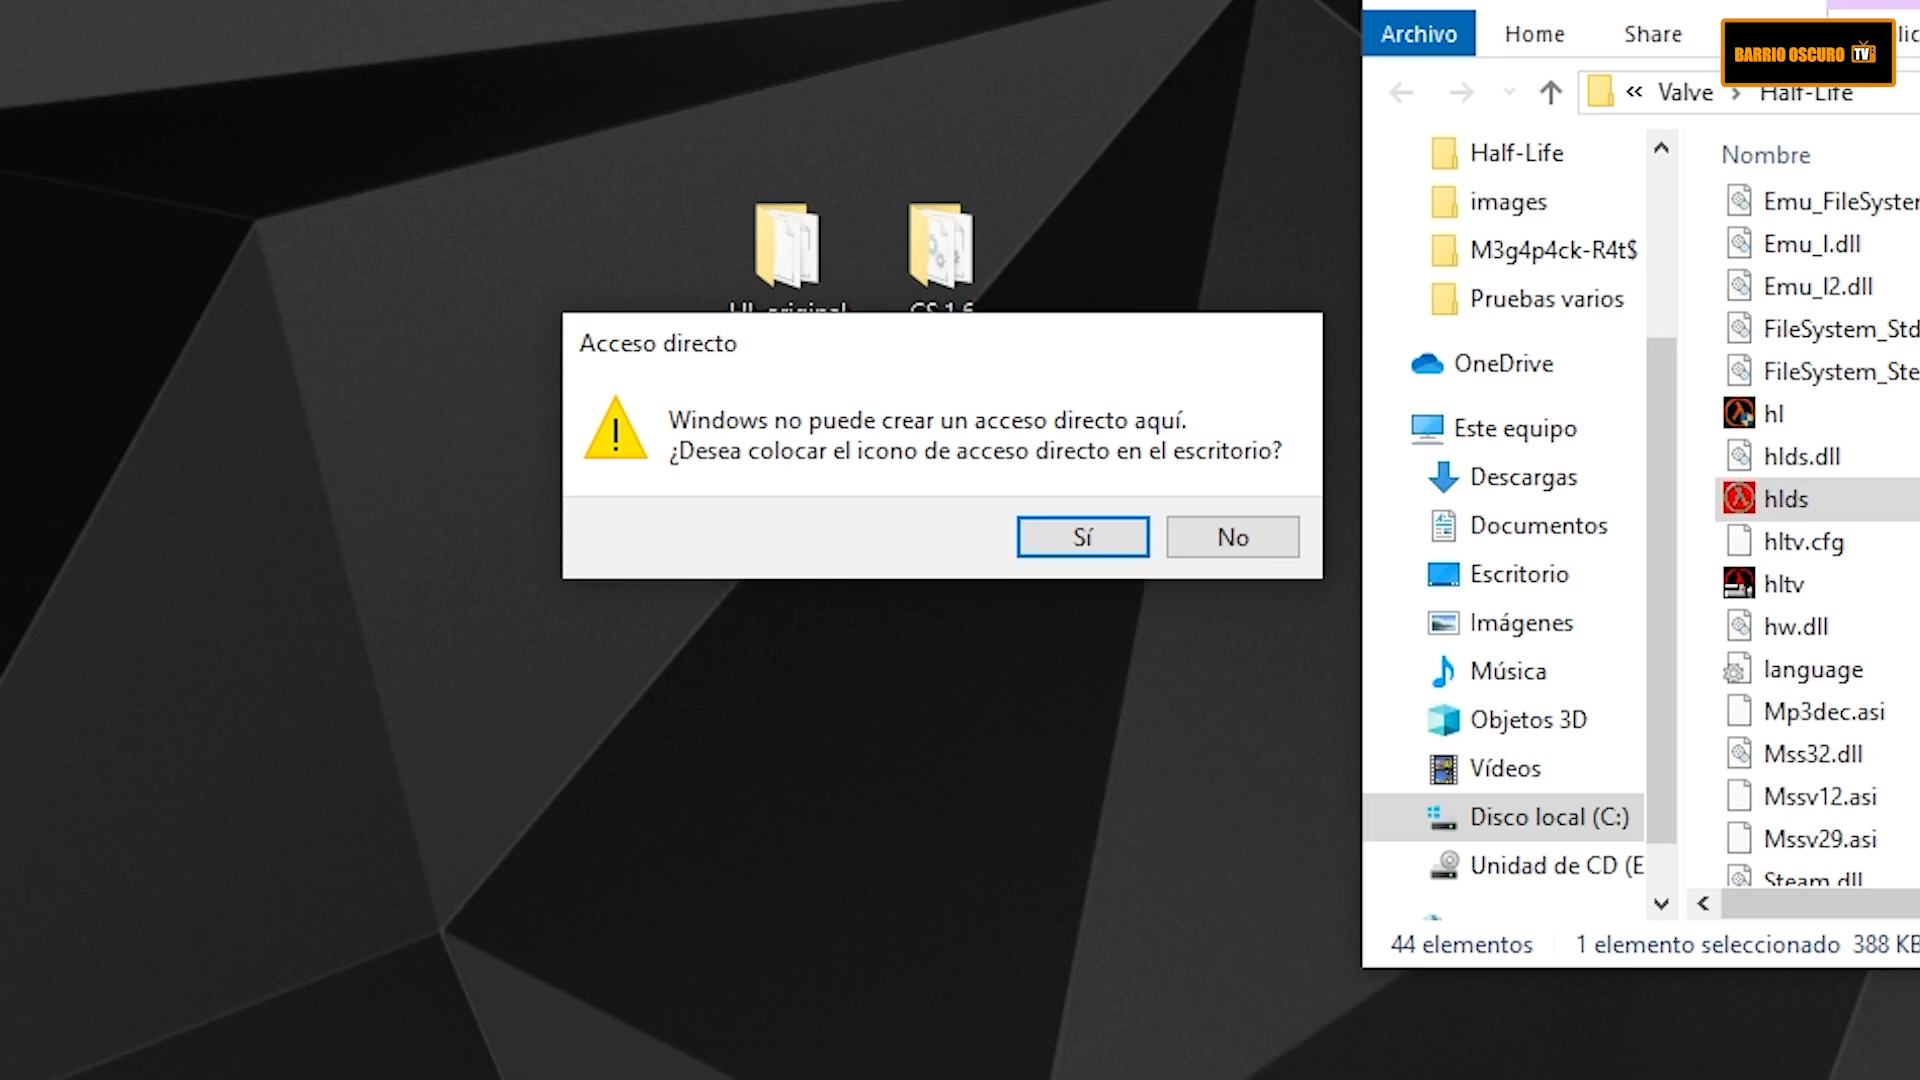 Archivo
Home
Share
BARRIO OSCURO TV
« Valve > Half-Life
Half-Life
images
M3g4p4ck-R4t$
Pruebas varios
OneDrive
Este equipo
Descargas
Documentos
Escritorio
Imágenes
Música
Objetos 3D
Vídeos
Disco local (C:)
Unidad de CD (E
Nombre
Emu_FileSyster
Emu_I.dll
Emu_I2.dll
FileSystem_Std
FileSystem_Ste
hl
hlds.dll
hlds
hltv.cfg
hltv
hw.dll
language
Mp3dec.asi
Mss32.dll
Mssv12.asi
Mssv29.asi
Steam.dll
44 elementos
1 elemento seleccionado 388 KB
HL original
CS 1.6
Acceso directo
Windows no puede crear un acceso directo aquí.
¿Desea colocar el icono de acceso directo en el escritorio?
Sí
No